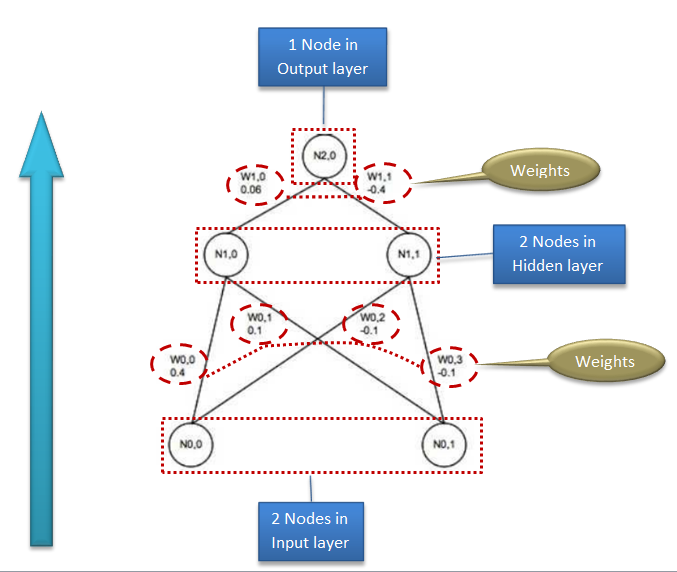 1 Node in
Output layer
N2,0
W1,0
0.06
W1,1
-0.4
Weights
N1,0
N1,1
2 Nodes in
Hidden layer
W0,1
0.1
W0,2
-0.1
W0,0
0.4
W0,3
-0.1
Weights
N0,0
N0,1
2 Nodes in
Input layer